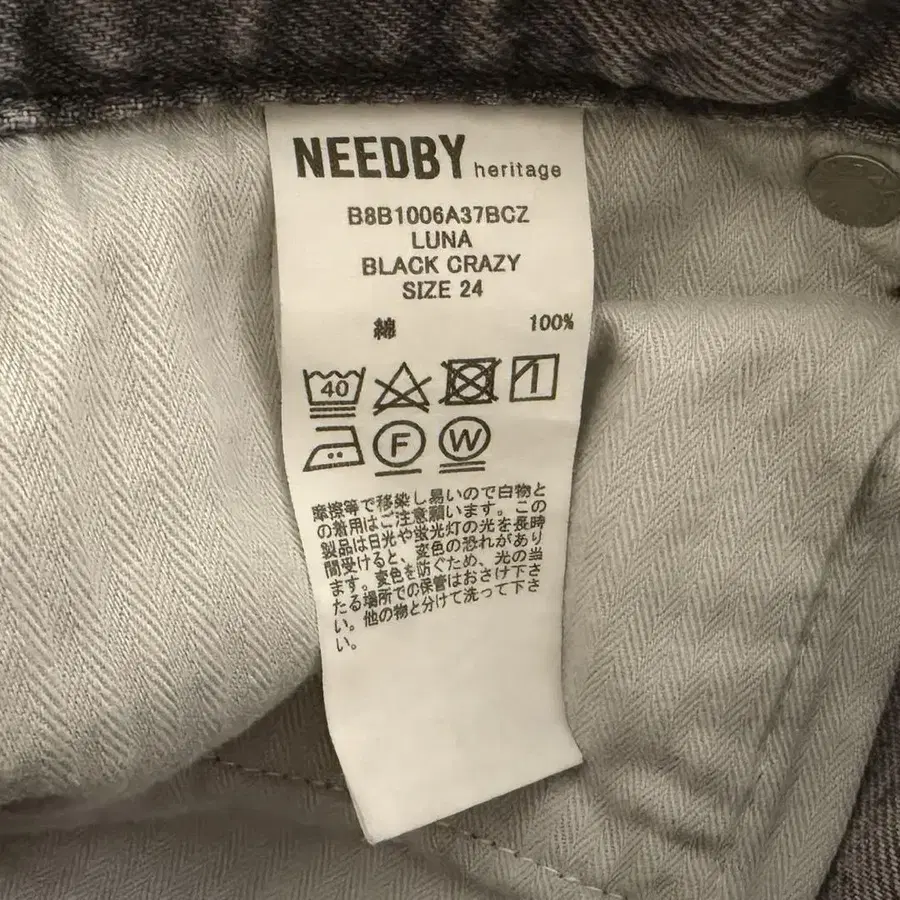 NEEDBY heritage
B8B1006A37BCZ
LUNA
BLACK CRAZY
SIZE 24
綿 100%
40
F W
摩擦等で移染し易いので白物と
の着用はご注意願います。この
製品は日光や蛍光灯の光を長時
間受けると、変色の恐れがあり
ます。変色を防ぐため、光の当
たる場所での保管はおさけ下さ
い。他の物と分けて洗って下さ
い。